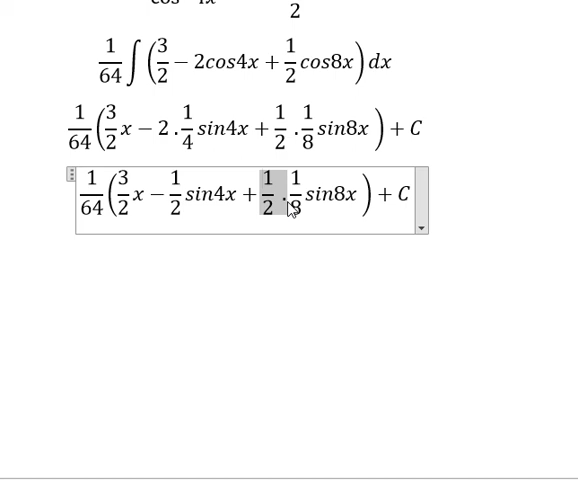 2
1/64 ∫ (3/2 − 2cos4x + 1/2 cos8x) dx
1/64 (3/2 x − 2 . 1/4 sin4x + 1/2 . 1/8 sin8x ) + C
1/64 (3/2 x − 1/2 sin4x + 1/2 . 1/8 sin8x ) + C